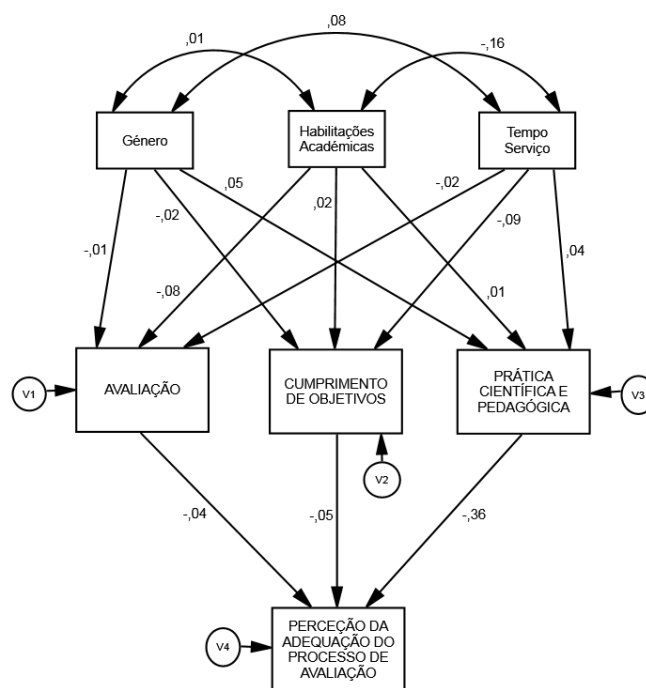 ,01
,08
-,16
Género
Habilitações
Académicas
Tempo
Serviço
,05
-,02
-,02
,02
-,09
-,01
,04
-,08
,01
AVALIAÇÃO
CUMPRIMENTO
DE OBJETIVOS
PRÁTICA
CIENTÍFICA E
PEDAGÓGICA
V1
V3
V2
-,04
-,05
-,36
PERCEÇÃO DA
ADEQUAÇÃO DO
PROCESSO DE
AVALIAÇÃO
V4